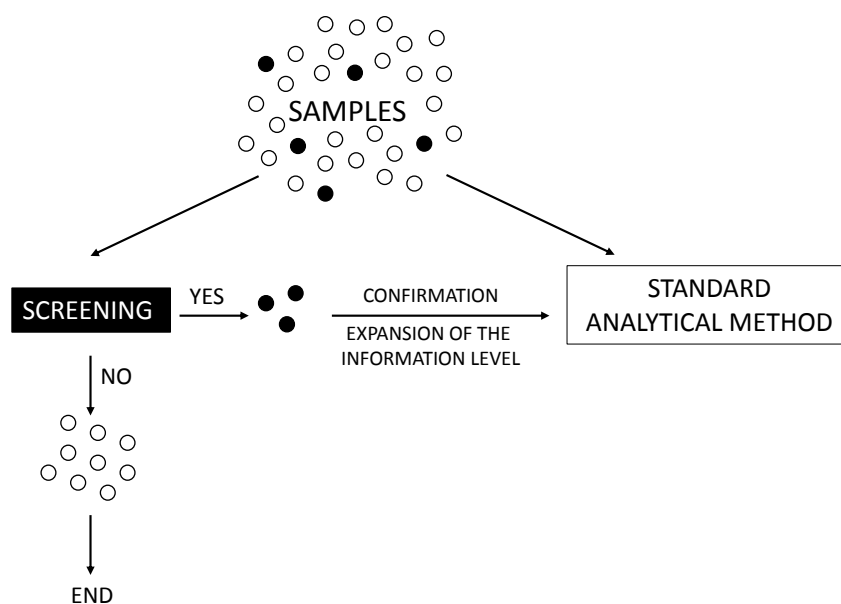 SAMPLES
SCREENING
YES
CONFIRMATION
EXPANSION OF THE
INFORMATION LEVEL
STANDARD
ANALYTICAL METHOD
NO
END